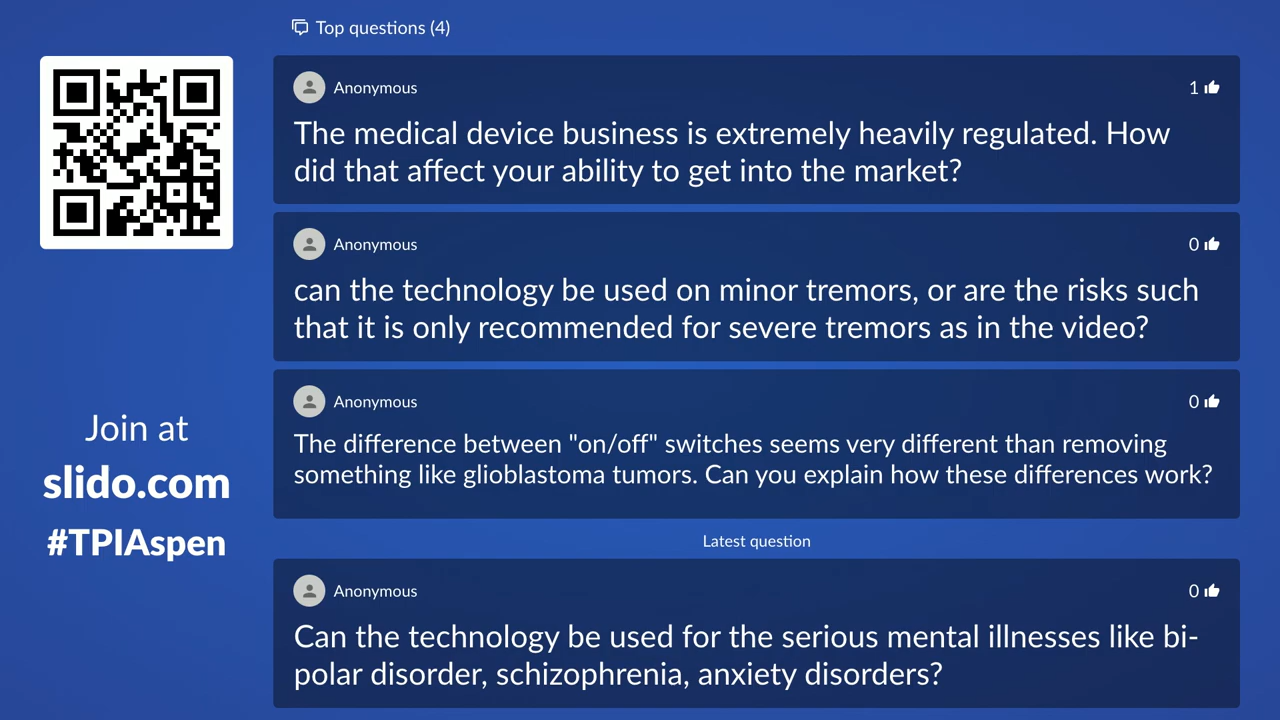 Top questions (4)
Anonymous
1
The medical device business is extremely heavily regulated. How
did that affect your ability to get into the market?
Anonymous
0
can the technology be used on minor tremors, or are the risks such
that it is only recommended for severe tremors as in the video?
Anonymous
0
The difference between "on/off" switches seems very different than removing
something like glioblastoma tumors. Can you explain how these differences work?
Latest question
Anonymous
0
Can the technology be used for the serious mental illnesses like bi-
polar disorder, schizophrenia, anxiety disorders?
Join at
slido.com
#TPIAspen